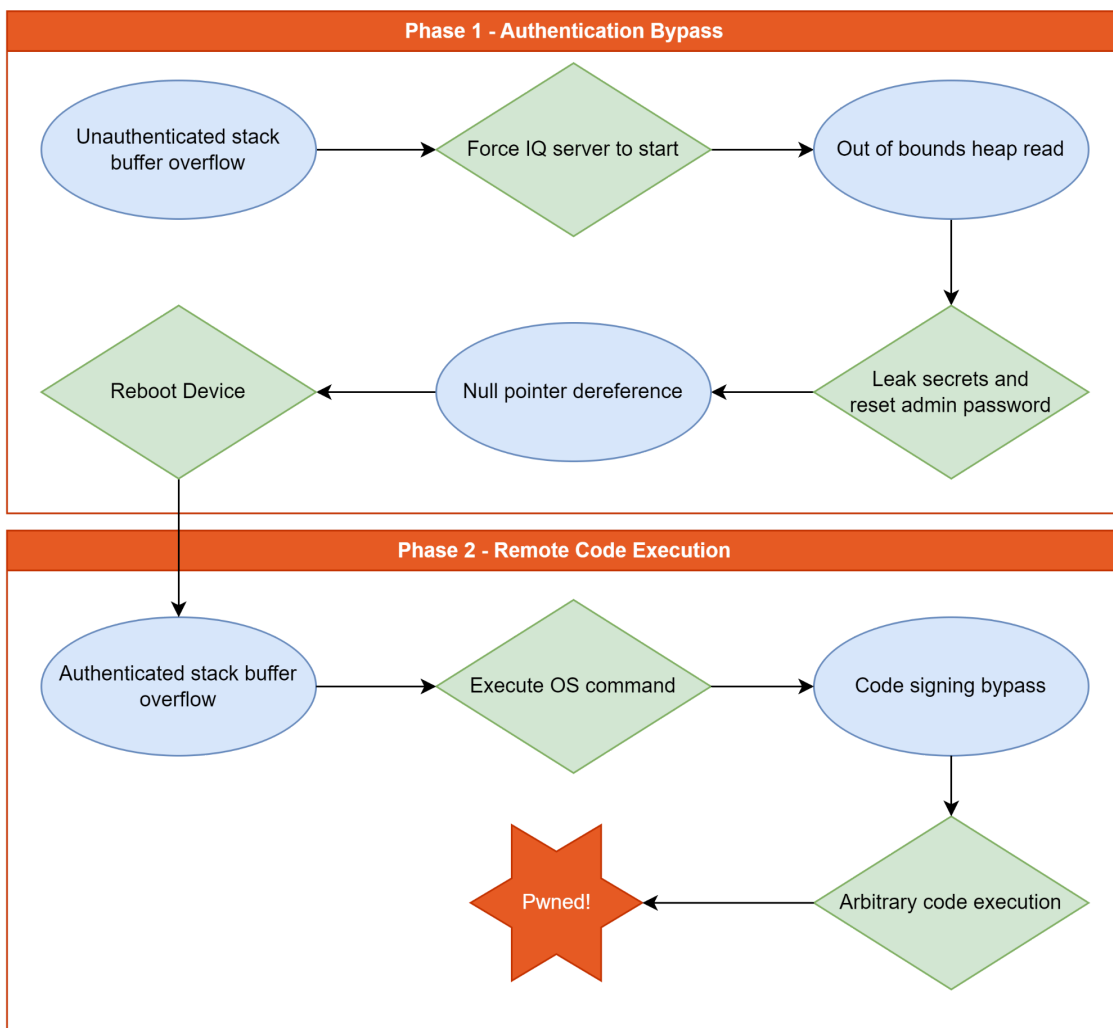 Phase 1 - Authentication Bypass
Unauthenticated stack
buffer overflow
Force IQ server to start
Out of bounds heap read
Reboot Device
Null pointer dereference
Leak secrets and
reset admin password
Phase 2 - Remote Code Execution
Authenticated stack buffer
overflow
Execute OS command
Code signing bypass
Pwned!
Arbitrary code execution